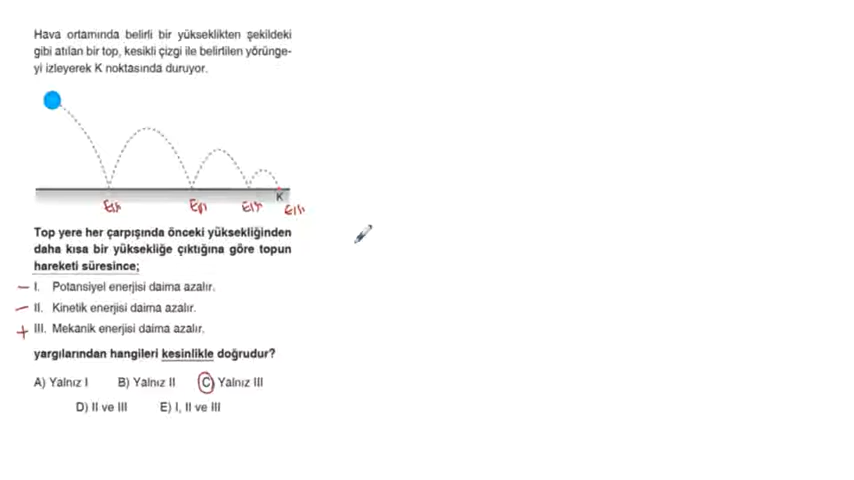 Hava ortamında belirli bir yükseklikten şekildeki
gibi atılan bir top, kesikli çizgi ile belirtilen yörünge-
yi izleyerek K noktasında duruyor.
K
Top yere her çarpışında önceki yüksekliğinden
daha kısa bir yüksekliğe çıktığına göre topun
hareketi süresince;
I. Potansiyel enerjisi daima azalır.
II. Kinetik enerjisi daima azalır.
III. Mekanik enerjisi daima azalır.
yargılarından hangileri kesinlikle doğrudur?
A) Yalnız I B) Yalnız II C) Yalnız III
D) II ve III E) I, II ve III